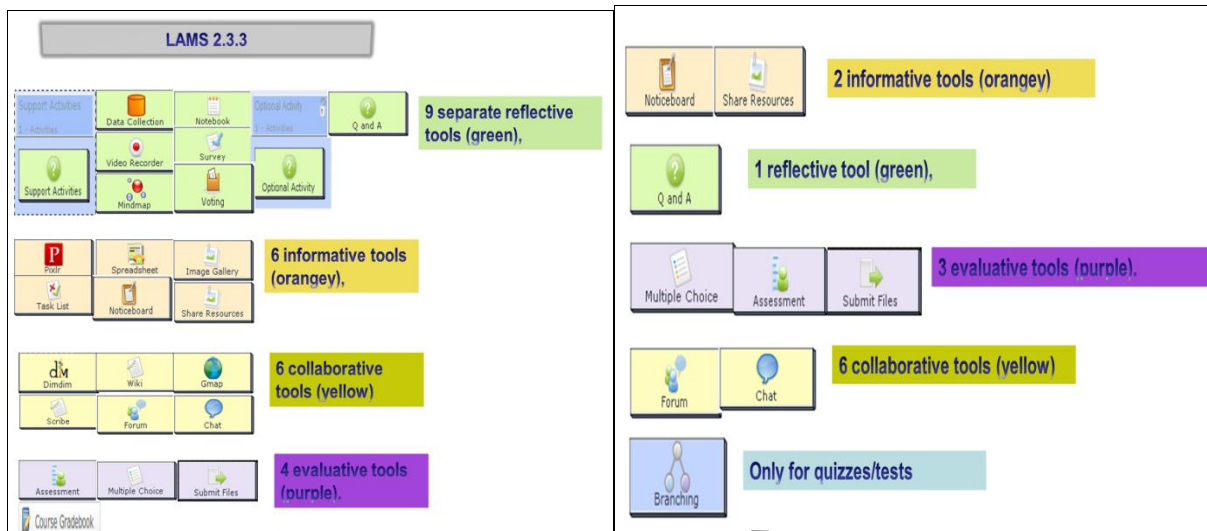 LAMS 2.3.3
Support Activities
1 - Activities
Data Collection
Notebook
Optional Activity
1 - Activities
Q and A
Support Activities
Video Recorder
Survey
Optional Activity
Mindmap
Voting
9 separate reflective
tools (green),
Pixlr
Spreadsheet
Image Gallery
Task List
Noticeboard
Share Resources
6 informative tools
(orangey),
dM
Dimdim
Wiki
Gmap
Scribe
Forum
Chat
6 collaborative
tools (yellow)
Assessment
Multiple Choice
Submit Files
4 evaluative tools
(purple).
Course Gradebook
Noticeboard
Share Resources
2 informative tools (orangey)
Q and A
1 reflective tool (green),
Multiple Choice
Assessment
Submit Files
3 evaluative tools (purple).
Forum
Chat
6 collaborative tools (yellow)
Branching
Only for quizzes/tests